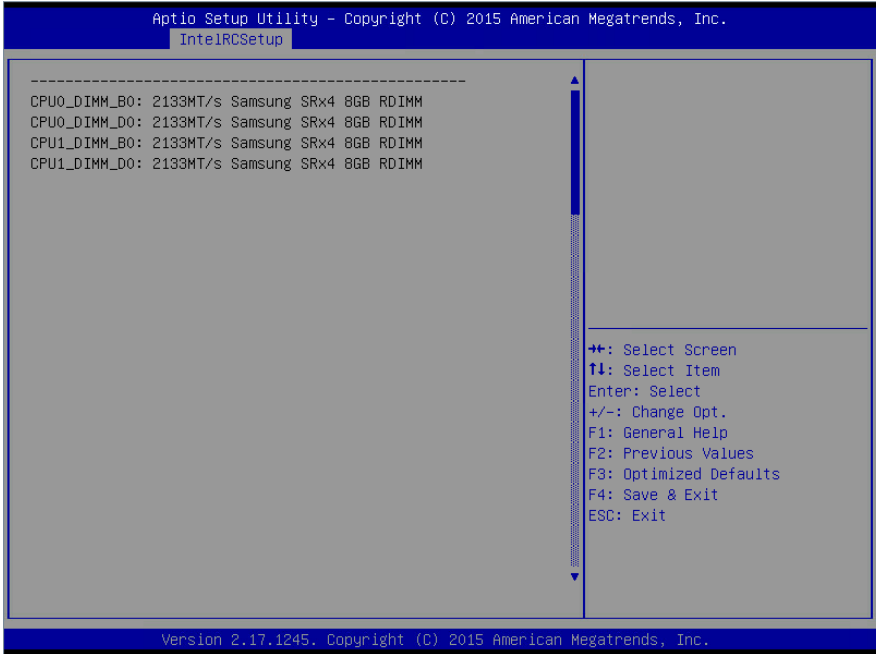 Aptio Setup Utility – Copyright (C) 2015 American Megatrends, Inc.
IntelRCSetup
--------------------------------------------------
CPU0_DIMM_B0: 2133MT/s Samsung SRx4 8GB RDIMM
CPU0_DIMM_D0: 2133MT/s Samsung SRx4 8GB RDIMM
CPU1_DIMM_B0: 2133MT/s Samsung SRx4 8GB RDIMM
CPU1_DIMM_D0: 2133MT/s Samsung SRx4 8GB RDIMM
→←: Select Screen
↑↓: Select Item
Enter: Select
+/-: Change Opt.
F1: General Help
F2: Previous Values
F3: Optimized Defaults
F4: Save & Exit
ESC: Exit
Version 2.17.1245. Copyright (C) 2015 American Megatrends, Inc.